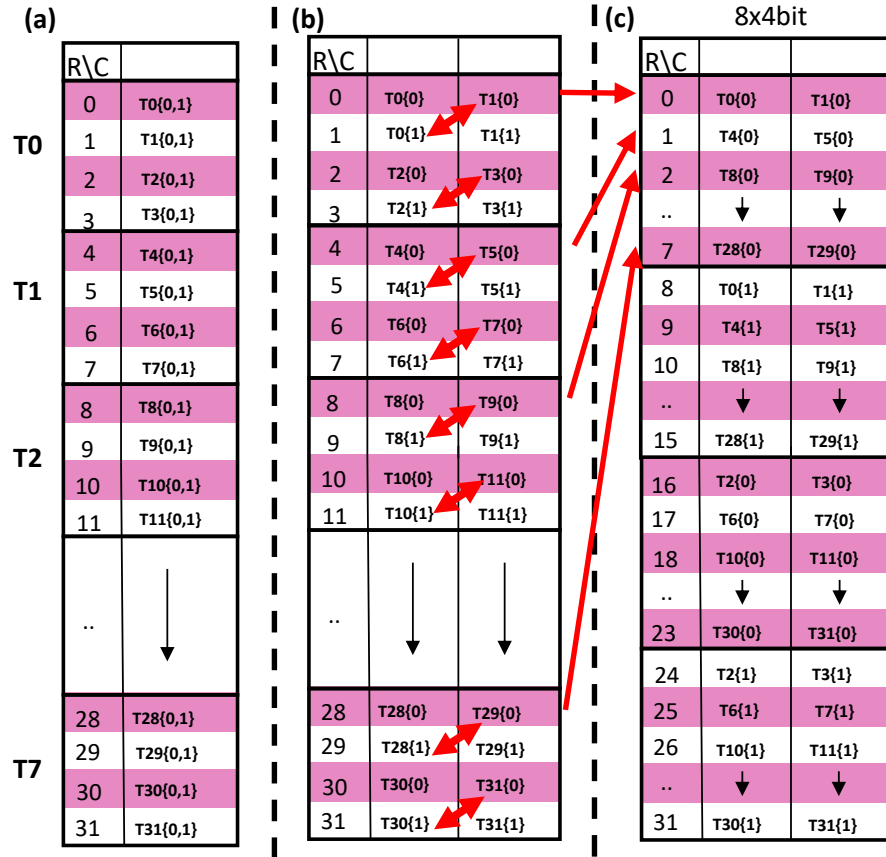 (a)
R\C
T0
0 T0{0,1}
1 T1{0,1}
2 T2{0,1}
3 T3{0,1}
T1
4 T4{0,1}
5 T5{0,1}
6 T6{0,1}
7 T7{0,1}
T2
8 T8{0,1}
9 T9{0,1}
10 T10{0,1}
11 T11{0,1}
..
T7
28 T28{0,1}
29 T29{0,1}
30 T30{0,1}
31 T31{0,1}
(b)
R\C
0 T0{0} T1{0}
1 T0{1} T1{1}
2 T2{0} T3{0}
3 T2{1} T3{1}
4 T4{0} T5{0}
5 T4{1} T5{1}
6 T6{0} T7{0}
7 T6{1} T7{1}
8 T8{0} T9{0}
9 T8{1} T9{1}
10 T10{0} T11{0}
11 T10{1} T11{1}
..
28 T28{0} T29{0}
29 T28{1} T29{1}
30 T30{0} T31{0}
31 T30{1} T31{1}
(c) 8x4bit
R\C
0 T0{0} T1{0}
1 T4{0} T5{0}
2 T8{0} T9{0}
..
7 T28{0} T29{0}
8 T0{1} T1{1}
9 T4{1} T5{1}
10 T8{1} T9{1}
..
15 T28{1} T29{1}
16 T2{0} T3{0}
17 T6{0} T7{0}
18 T10{0} T11{0}
..
23 T30{0} T31{0}
24 T2{1} T3{1}
25 T6{1} T7{1}
26 T10{1} T11{1}
..
31 T30{1} T31{1}